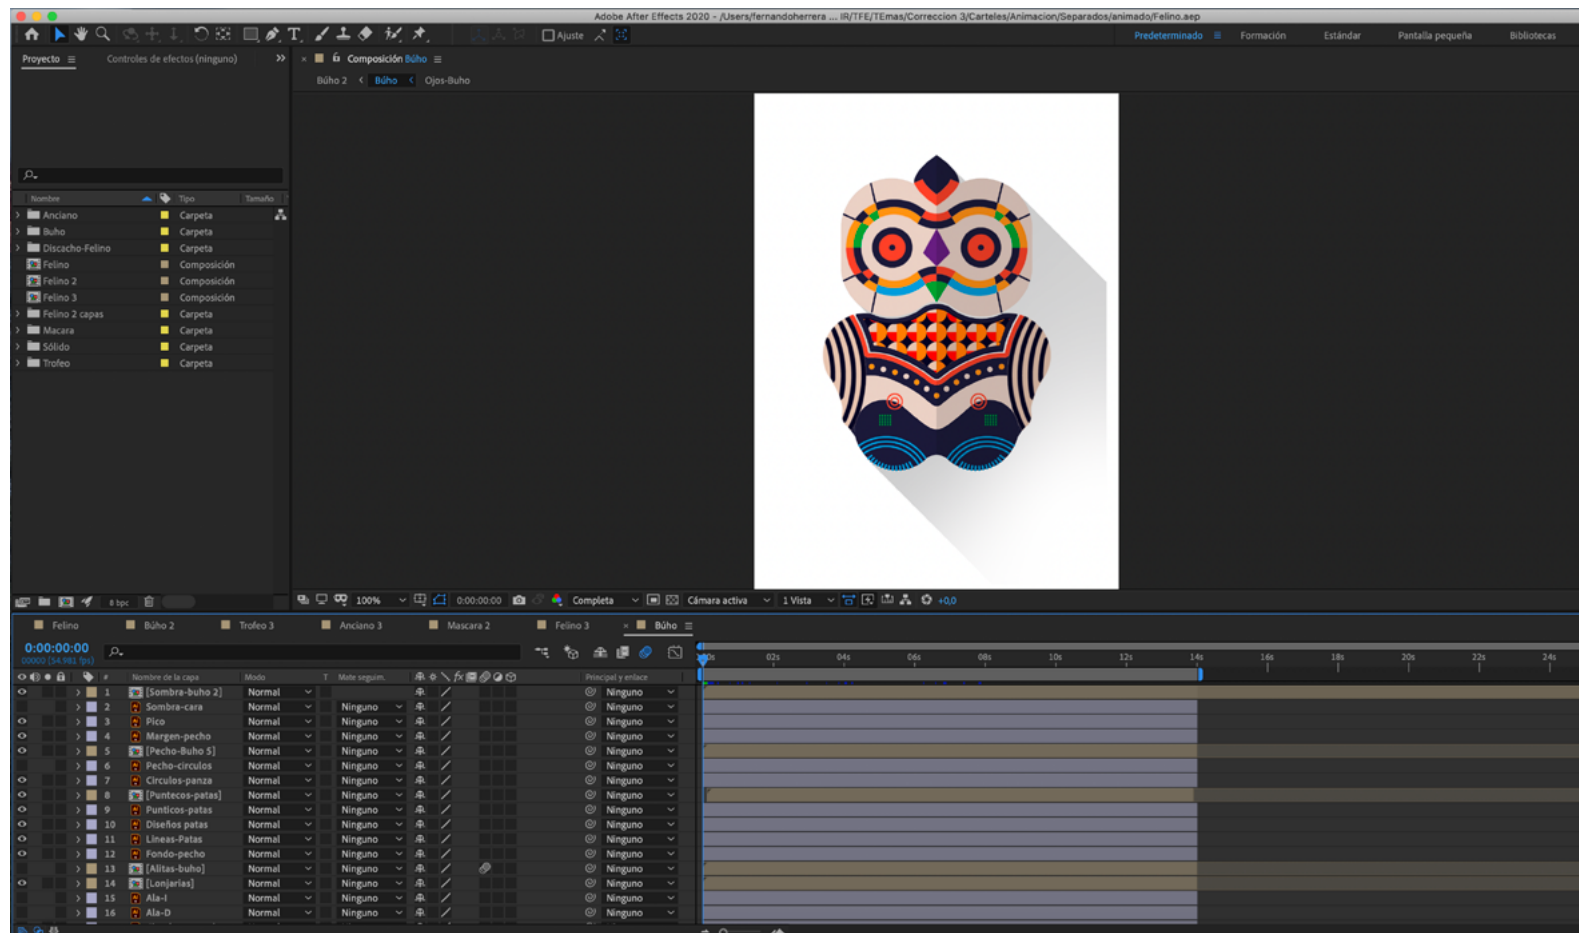 Adobe After Effects 2020 - /Users/fernandoherrera ... IR/TFE/TEmas/Correccion 3/Carteles/Animacion/Separados/animado/Felino.aep
Ajuste Predeterminado Formación Estándar Pantalla pequeña Bibliotecas
Proyecto Controles de efectos (ninguno) Composición Búho
Búho 2 Búho Ojos-Buho
Nombre Tipo Tamaño
Anciano Carpeta
Buho Carpeta
Discacho-Felino Carpeta
Felino Composición
Felino 2 Composición
Felino 3 Composición
Felino 2 capas Carpeta
Macara Carpeta
Sólido Carpeta
Trofeo Carpeta
8 bpc 100% 0:00:00:00 Completa Cámara activa 1 Vista +0,0
Felino Búho 2 Trofeo 3 Anciano 3 Mascara 2 Felino 3 Búho
0:00:00:00
00000 (54.981 fps)
02s 04s 06s 08s 10s 12s 14s 16s 18s 20s 22s 24s
# Nombre de la capa Modo T Mate seguim. Principal y enlace
1 [Sombra-buho 2] Normal Ninguno
2 Sombra-cara Normal Ninguno Ninguno
3 Pico Normal Ninguno Ninguno
4 Margen-pecho Normal Ninguno Ninguno
5 [Pecho-Buho 5] Normal Ninguno Ninguno
6 Pecho-circulos Normal Ninguno Ninguno
7 Circulos-panza Normal Ninguno Ninguno
8 [Puntecos-patas] Normal Ninguno Ninguno
9 Punticos-patas Normal Ninguno Ninguno
10 Diseños patas Normal Ninguno Ninguno
11 Lineas-Patas Normal Ninguno Ninguno
12 Fondo-pecho Normal Ninguno Ninguno
13 [Alitas-buho] Normal Ninguno Ninguno
14 [Lonjarias] Normal Ninguno Ninguno
15 Ala-I Normal Ninguno Ninguno
16 Ala-D Normal Ninguno Ninguno